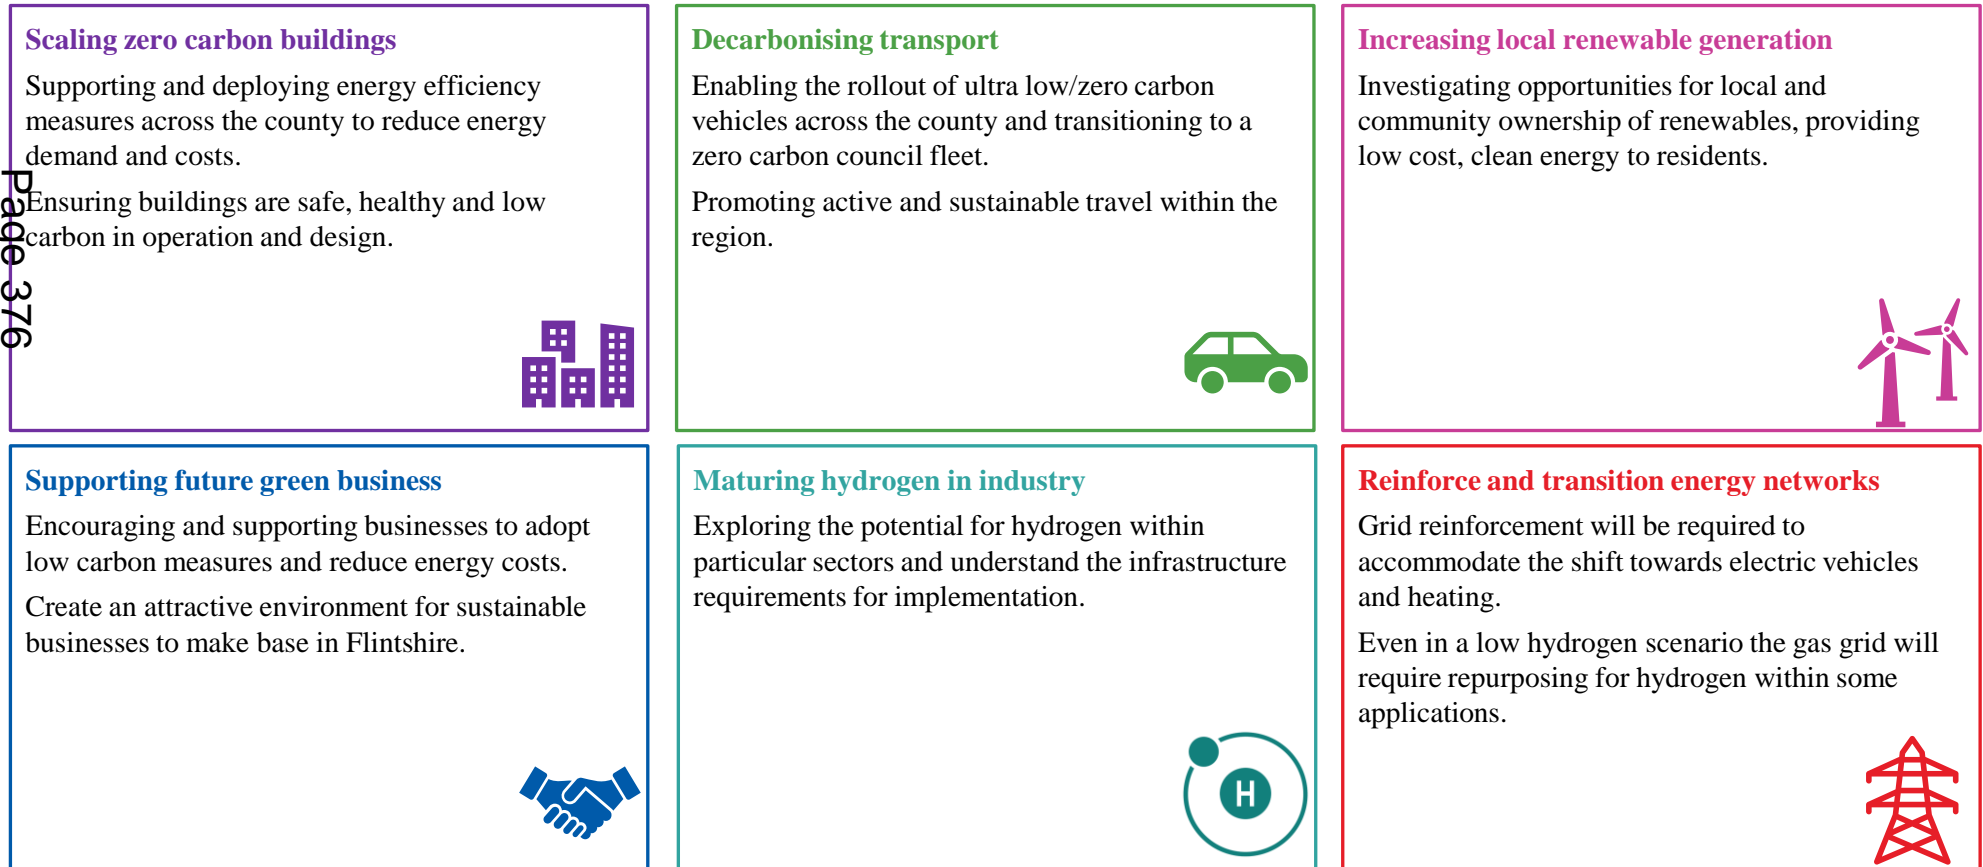 Scaling zero carbon buildings
Supporting and deploying energy efficiency
measures across the county to reduce energy
demand and costs.
Ensuring buildings are safe, healthy and low
carbon in operation and design.
Decarbonising transport
Enabling the rollout of ultra low/zero carbon
vehicles across the county and transitioning to a
zero carbon council fleet.
Promoting active and sustainable travel within the
region.
Increasing local renewable generation
Investigating opportunities for local and
community ownership of renewables, providing
low cost, clean energy to residents.
Page 376
Supporting future green business
Encouraging and supporting businesses to adopt
low carbon measures and reduce energy costs.
Create an attractive environment for sustainable
businesses to make base in Flintshire.
Maturing hydrogen in industry
Exploring the potential for hydrogen within
particular sectors and understand the infrastructure
requirements for implementation.
H
Reinforce and transition energy networks
Grid reinforcement will be required to
accommodate the shift towards electric vehicles
and heating.
Even in a low hydrogen scenario the gas grid will
require repurposing for hydrogen within some
applications.